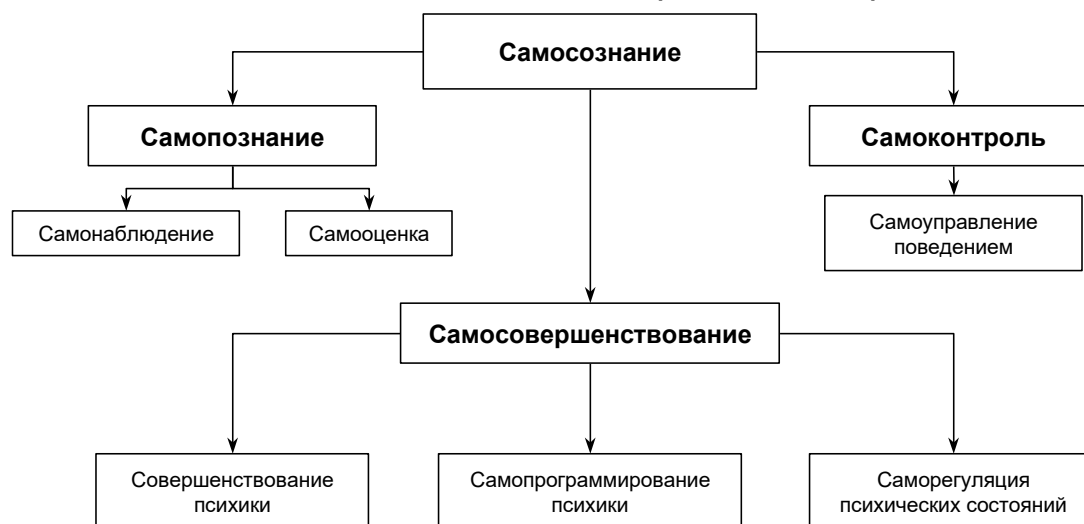 Самосознание
Самопознание
Самоконтроль
Самонаблюдение
Самооценка
Самоуправление
поведением
Самосовершенствование
Совершенствование
психики
Самопрограммирование
психики
Саморегуляция
психических состояний